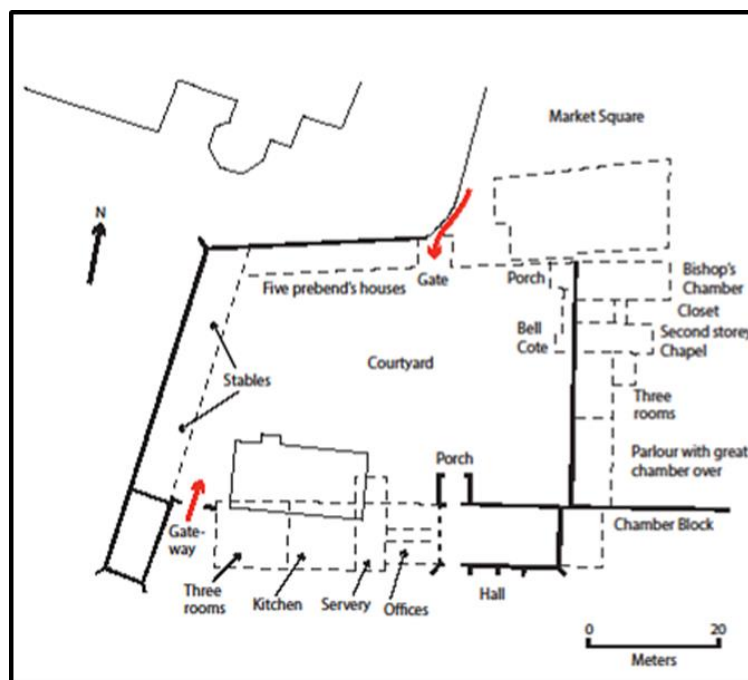 Market Square
N
Bishop's
Chamber
Five prebend's houses
Gate
Porch
Closet
Bell
Cote
Second storey
Chapel
Courtyard
Stables
Three
rooms
Parlour with great
chamber over
Porch
Gate-
way
Chamber Block
Three
rooms
Kitchen
Servery
Offices
Hall
0 20
Meters